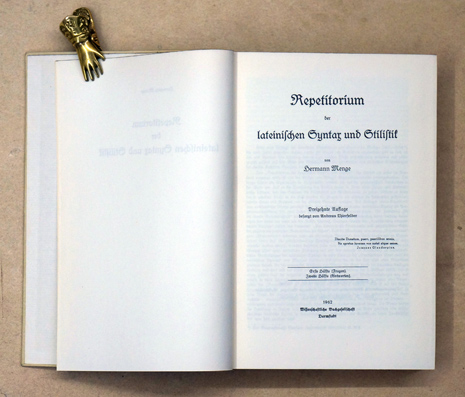 Repetitorium
der
lateinischen Syntax und Stilistik
von
Hermann Menge
Dreizehnte Auflage
besorgt von Andreas Thierfelder
Erste Hälfte (Fragen)
Zweite Hälfte (Antworten)
1962
Wissenschaftliche Buchgesellschaft
Darmstadt